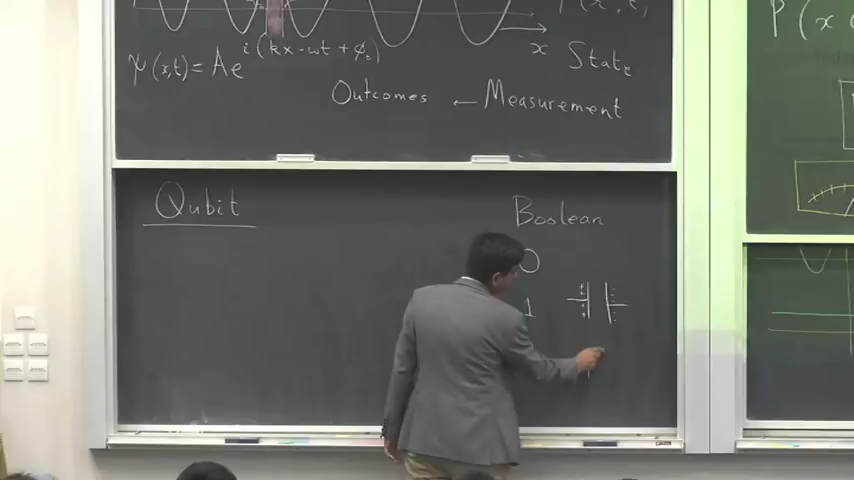 x
State
ψ(x,t) = Ae^i(kx-ωt+ϕ₀)
Outcomes ← Measurement
Qubit
Boolean
0
1
P(x